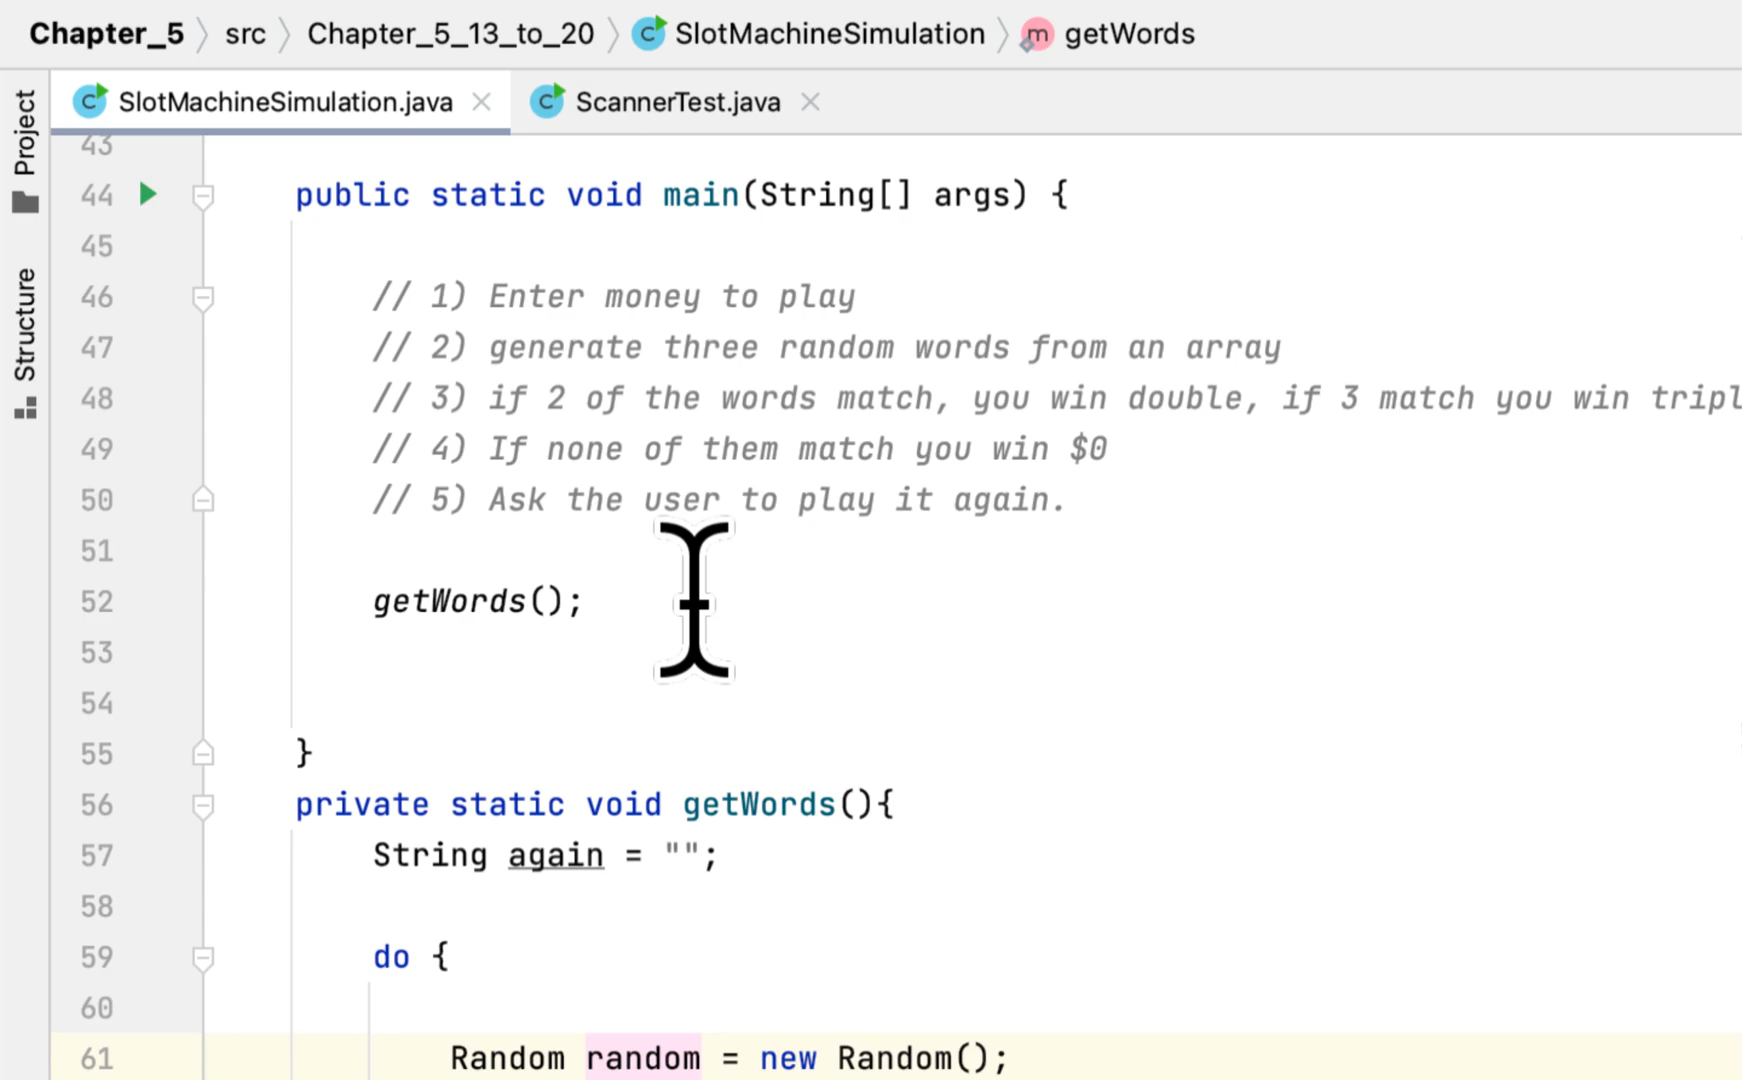 Chapter_5 src Chapter_5_13_to_20 C SlotMachineSimulation m getWords
Project
Structure
C SlotMachineSimulation.java C ScannerTest.java
43
44 public static void main(String[] args) {
45
46 // 1) Enter money to play
47 // 2) generate three random words from an array
48 // 3) if 2 of the words match, you win double, if 3 match you win tripl
49 // 4) If none of them match you win $0
50 // 5) Ask the user to play it again.
51
52 getWords();
53
54
55 }
56 private static void getWords(){
57 String again = "";
58
59 do {
60
61 Random random = new Random();